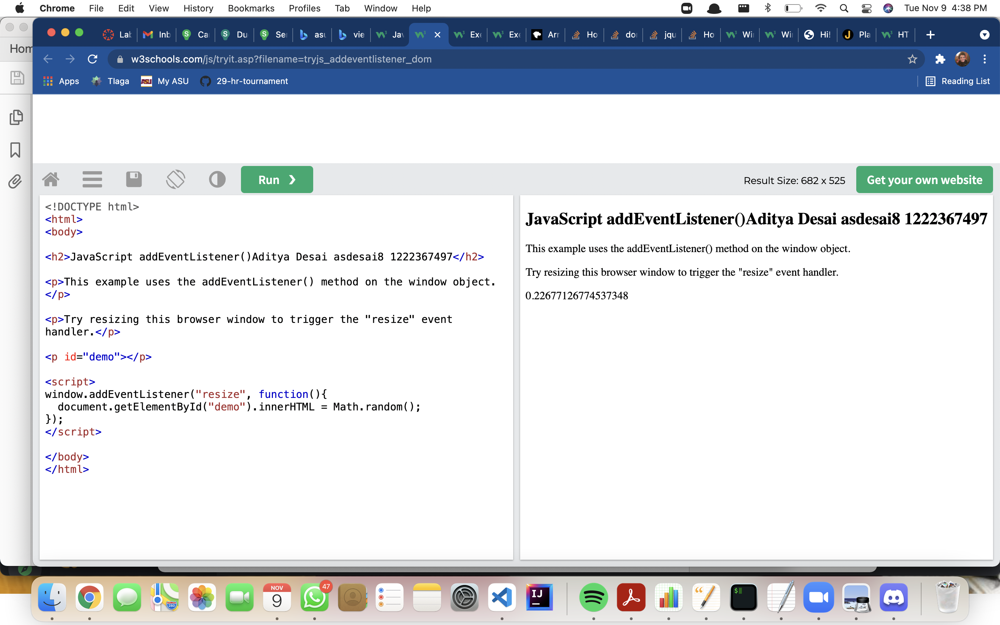 Chrome File Edit View History Bookmarks Profiles Tab Window Help Tue Nov 9 4:38 PM
Lab Inb Ca Du Se asu vie Jav Exe Exe Arr Ho do jqu Ho Wi Wi Hi! Pla HT
Hom
w3schools.com/js/tryit.asp?filename=tryjs_addeventlistener_dom
Apps Tlaga My ASU 29-hr-tournament Reading List
Run ❯ Result Size: 682 x 525 Get your own website
<!DOCTYPE html>
<html>
<body>
<h2>JavaScript addEventListener()Aditya Desai asdesai8 1222367497</h2>
<p>This example uses the addEventListener() method on the window object.
</p>
<p>Try resizing this browser window to trigger the "resize" event
handler.</p>
<p id="demo"></p>
<script>
window.addEventListener("resize", function(){
  document.getElementById("demo").innerHTML = Math.random();
});
</script>
</body>
</html>
JavaScript addEventListener()Aditya Desai asdesai8 1222367497
This example uses the addEventListener() method on the window object.
Try resizing this browser window to trigger the "resize" event handler.
0.22677126774537348
280
NOV
9
47
IJ
$